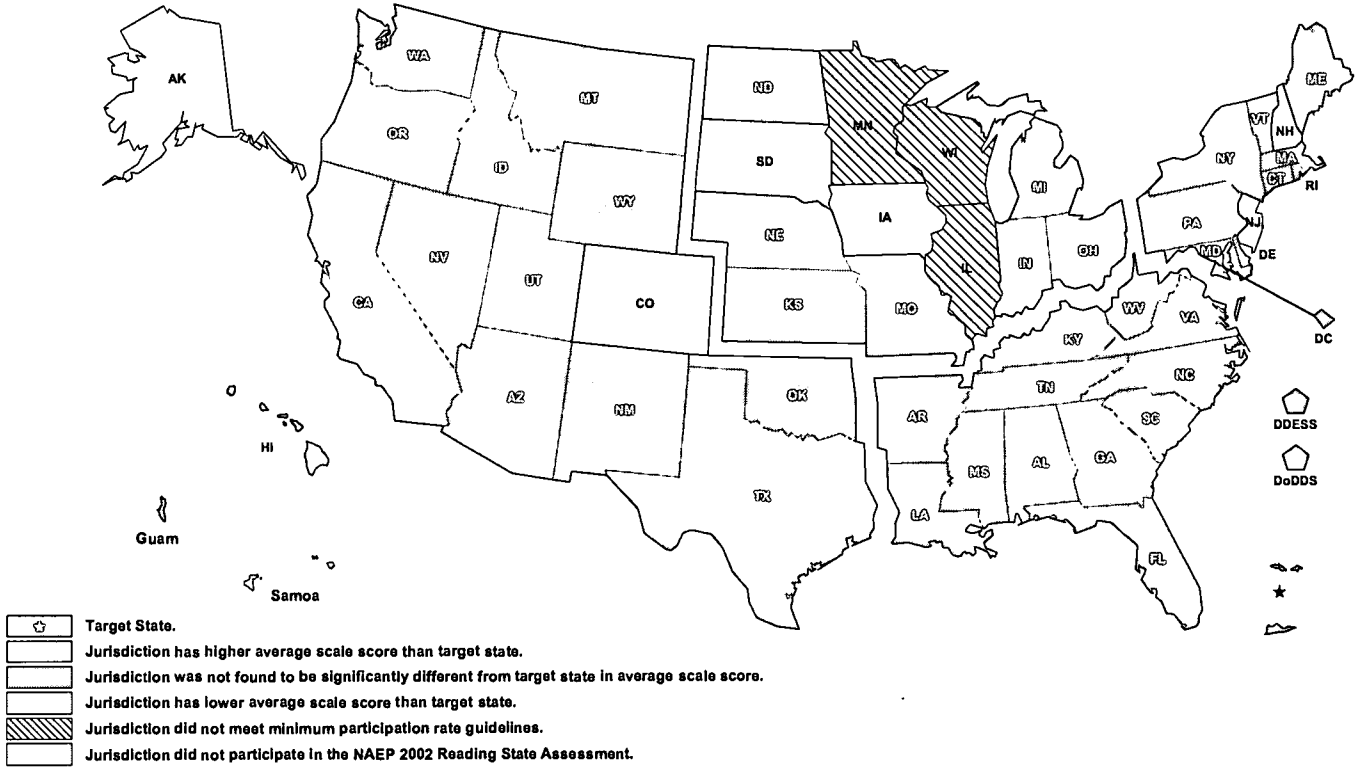 WA
AK
MT
ND
MN
ME
VT
NH
OR
ID
SD
WI
NY
MA
CT
RI
WY
MI
IA
PA
NJ
NE
MD
DE
NV
UT
CO
KS
MO
IL
IN
OH
WV
VA
CA
KY
DC
AZ
NM
OK
AR
TN
NC
SC
DDESS
HI
MS
AL
GA
DoDDS
TX
LA
Guam
FL
Samoa
Target State.
Jurisdiction has higher average scale score than target state.
Jurisdiction was not found to be significantly different from target state in average scale score.
Jurisdiction has lower average scale score than target state.
Jurisdiction did not meet minimum participation rate guidelines.
Jurisdiction did not participate in the NAEP 2002 Reading State Assessment.